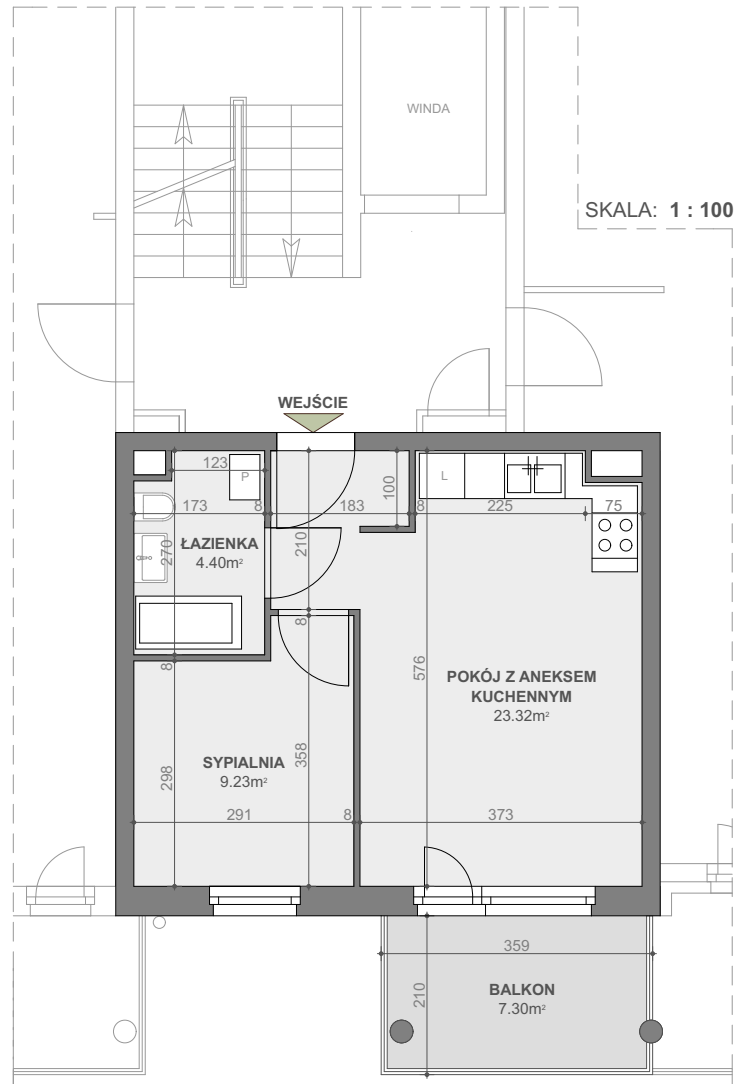 WINDA
SKALA: 1 : 100
WEJŚCIE
123
P
173
8
183
100
8
L
225
75
ŁAZIENKA
4.40m²
270
210
8
8
576
POKÓJ Z ANEKSEM
KUCHENNYM
23.32m²
SYPIALNIA
9.23m²
298
358
291
8
373
359
210
BALKON
7.30m²